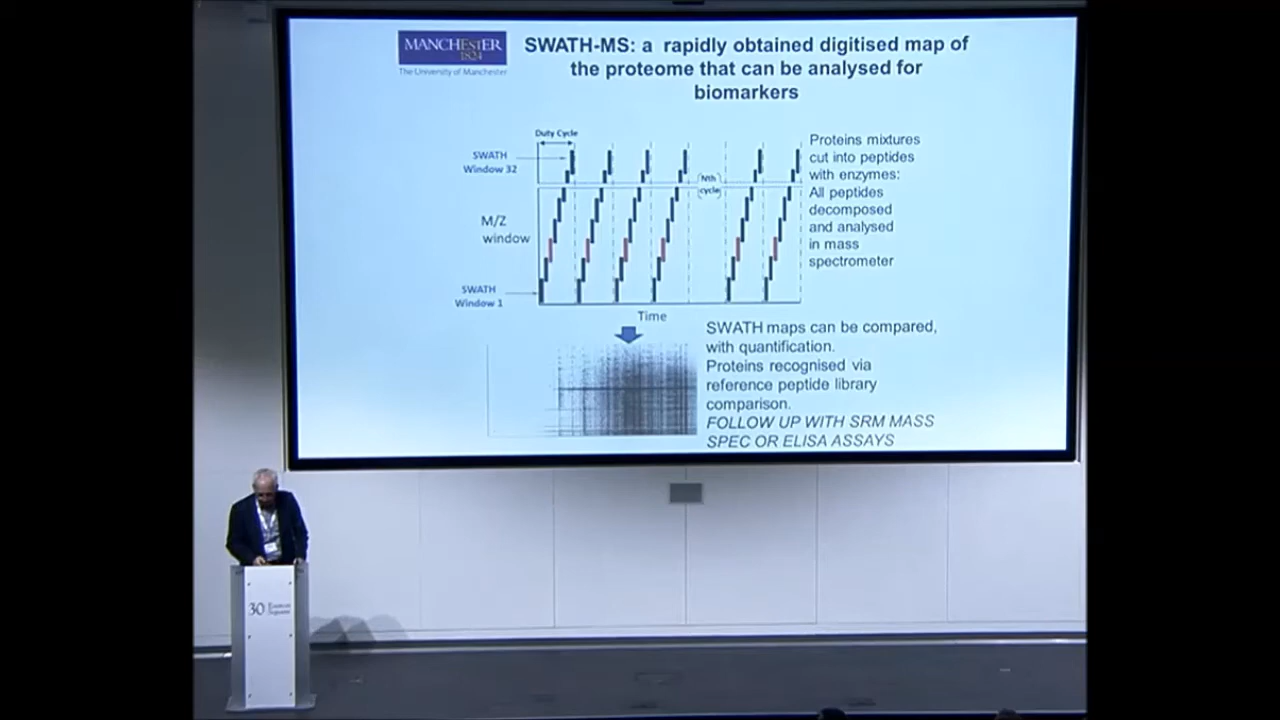 MANCHESTER
1824
The University of Manchester
SWATH-MS: a rapidly obtained digitised map of
the proteome that can be analysed for
biomarkers
Duty Cycle
SWATH
Window 32
Nth
cycle
M/Z
window
SWATH
Window 1
Time
Proteins mixtures
cut into peptides
with enzymes:
All peptides
decomposed
and analysed
in mass
spectrometer
SWATH maps can be compared,
with quantification.
Proteins recognised via
reference peptide library
comparison.
FOLLOW UP WITH SRM MASS
SPEC OR ELISA ASSAYS
30 Euston
Square